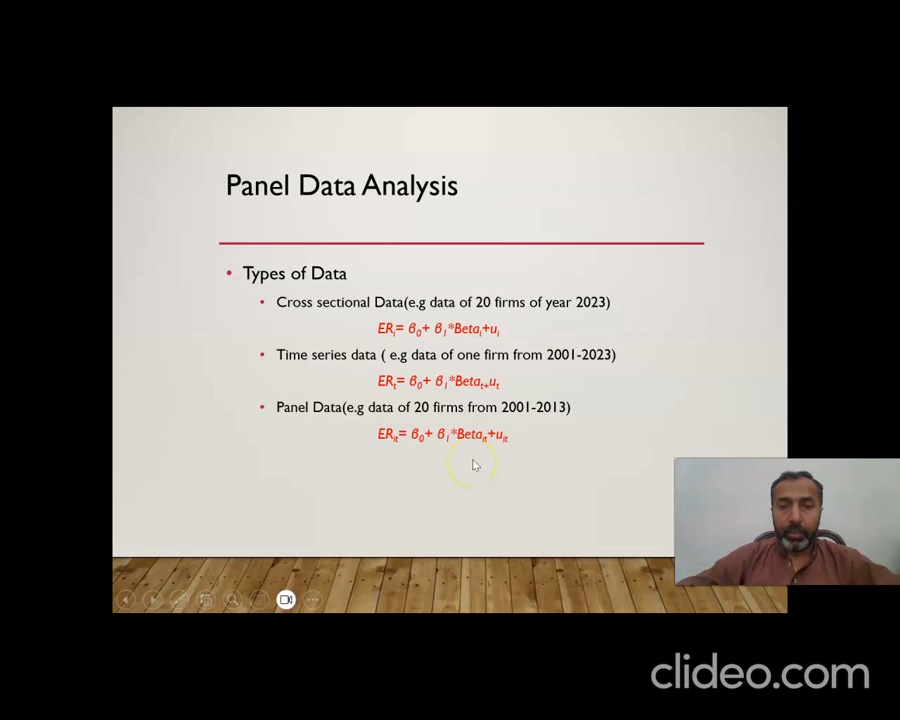 Panel Data Analysis
• Types of Data
• Cross sectional Data(e.g data of 20 firms of year 2023)
ERᵢ= β₀+ β₁*Betaᵢ+uᵢ
• Time series data ( e.g data of one firm from 2001-2023)
ERₜ= β₀+ β₁*Betaₜ₊uₜ
• Panel Data(e.g data of 20 firms from 2001-2013)
ERᵢₜ= β₀+ β₁*Betaᵢₜ+uᵢₜ
clideo.com